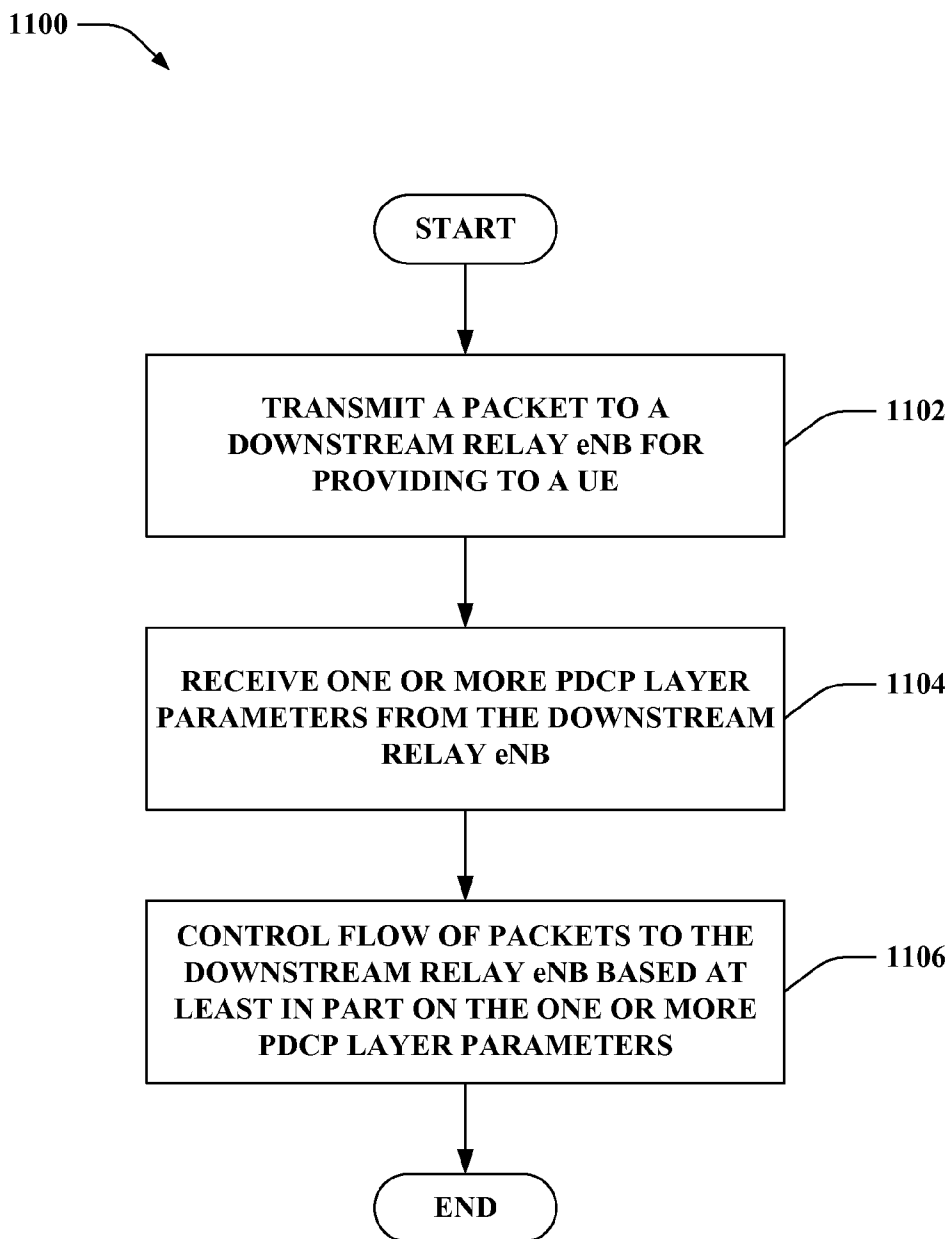 1100
START
TRANSMIT A PACKET TO A
DOWNSTREAM RELAY eNB FOR
PROVIDING TO A UE
1102
RECEIVE ONE OR MORE PDCP LAYER
PARAMETERS FROM THE DOWNSTREAM
RELAY eNB
1104
CONTROL FLOW OF PACKETS TO THE
DOWNSTREAM RELAY eNB BASED AT
LEAST IN PART ON THE ONE OR MORE
PDCP LAYER PARAMETERS
1106
END